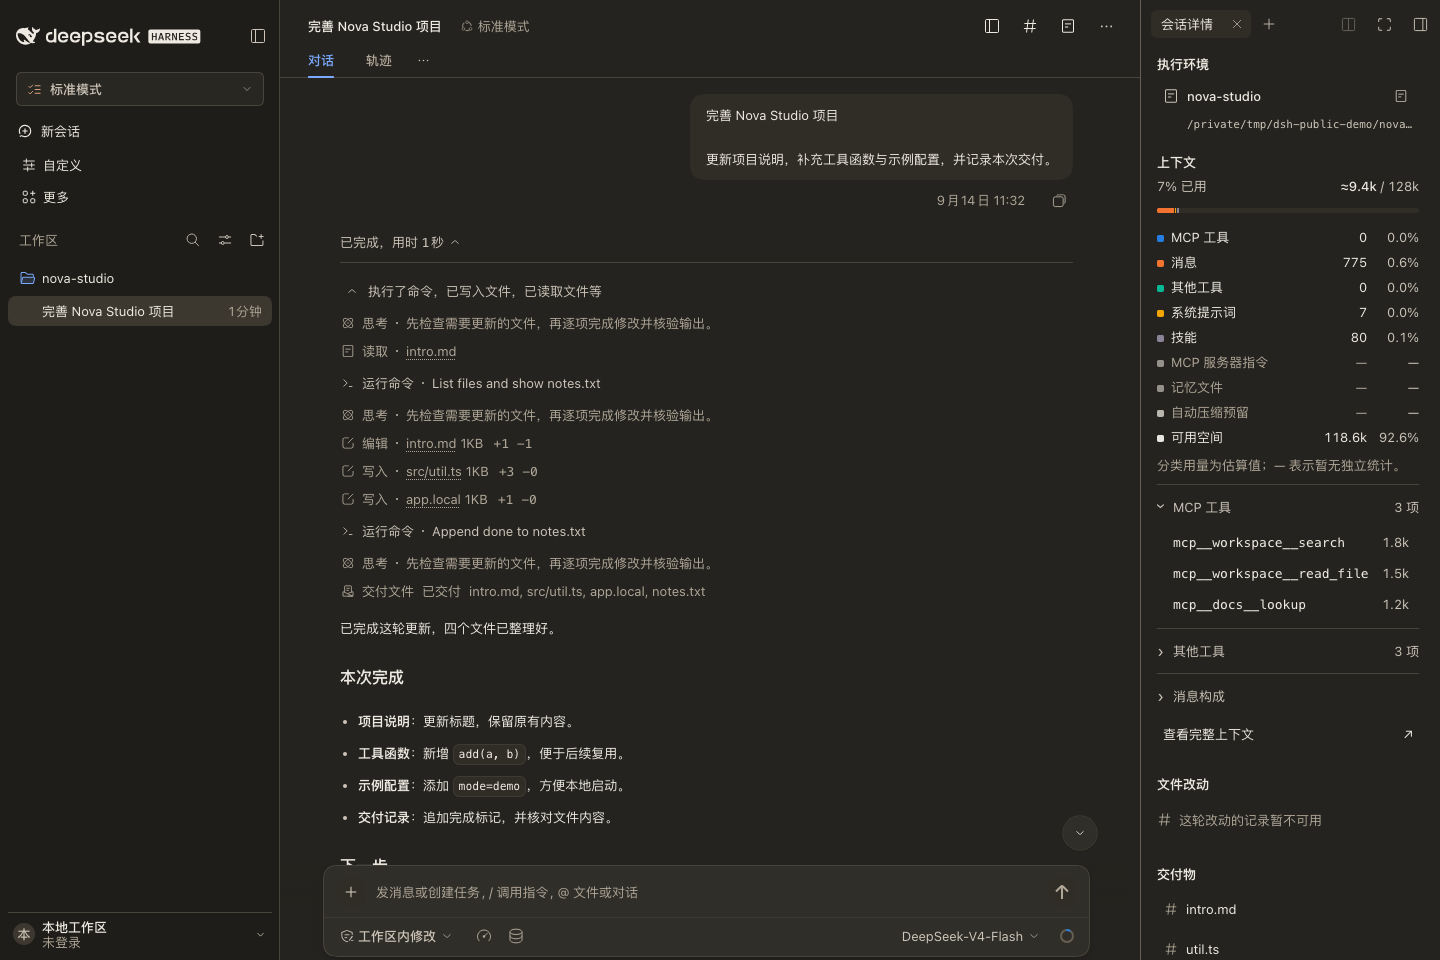 deepseek HARNESS
标准模式
新会话
自定义
更多
工作区
nova-studio
完善 Nova Studio 项目 1分钟
本 本地工作区
未登录
完善 Nova Studio 项目 标准模式
对话 轨迹 ···
完善 Nova Studio 项目
更新项目说明，补充工具函数与示例配置，并记录本次交付。
9月14日 11:32
已完成，用时 1秒
执行了命令，已写入文件，已读取文件等
思考 · 先检查需要更新的文件，再逐项完成修改并核验输出。
读取 · intro.md
运行命令 · List files and show notes.txt
思考 · 先检查需要更新的文件，再逐项完成修改并核验输出。
编辑 · intro.md 1KB +1 −1
写入 · src/util.ts 1KB +3 −0
写入 · app.local 1KB +1 −0
运行命令 · Append done to notes.txt
思考 · 先检查需要更新的文件，再逐项完成修改并核验输出。
交付文件 已交付 intro.md, src/util.ts, app.local, notes.txt
已完成这轮更新，四个文件已整理好。
本次完成
• 项目说明：更新标题，保留原有内容。
• 工具函数：新增 add(a, b)，便于后续复用。
• 示例配置：添加 mode=demo，方便本地启动。
• 交付记录：追加完成标记，并核对文件内容。
下一步
发消息或创建任务, / 调用指令, @ 文件或对话
工作区内修改 DeepSeek-V4-Flash
会话详情
执行环境
nova-studio
/private/tmp/dsh-public-demo/nova…
上下文
7% 已用 ≈9.4k / 128k
MCP 工具 0 0.0%
消息 775 0.6%
其他工具 0 0.0%
系统提示词 7 0.0%
技能 80 0.1%
MCP 服务器指令 — —
记忆文件 — —
自动压缩预留 — —
可用空间 118.6k 92.6%
分类用量为估算值；— 表示暂无独立统计。
MCP 工具 3 项
mcp__workspace__search 1.8k
mcp__workspace__read_file 1.5k
mcp__docs__lookup 1.2k
其他工具 3 项
消息构成
查看完整上下文
文件改动
# 这轮改动的记录暂不可用
交付物
# intro.md
# util.ts